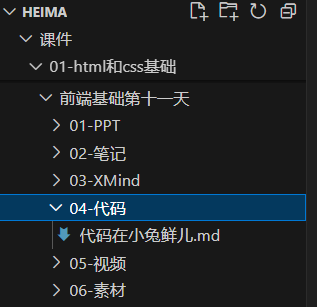 HEIMA
课件
01-html和css基础
前端基础第十一天
01-PPT
02-笔记
03-XMind
04-代码
代码在小兔鲜儿.md
05-视频
06-素材